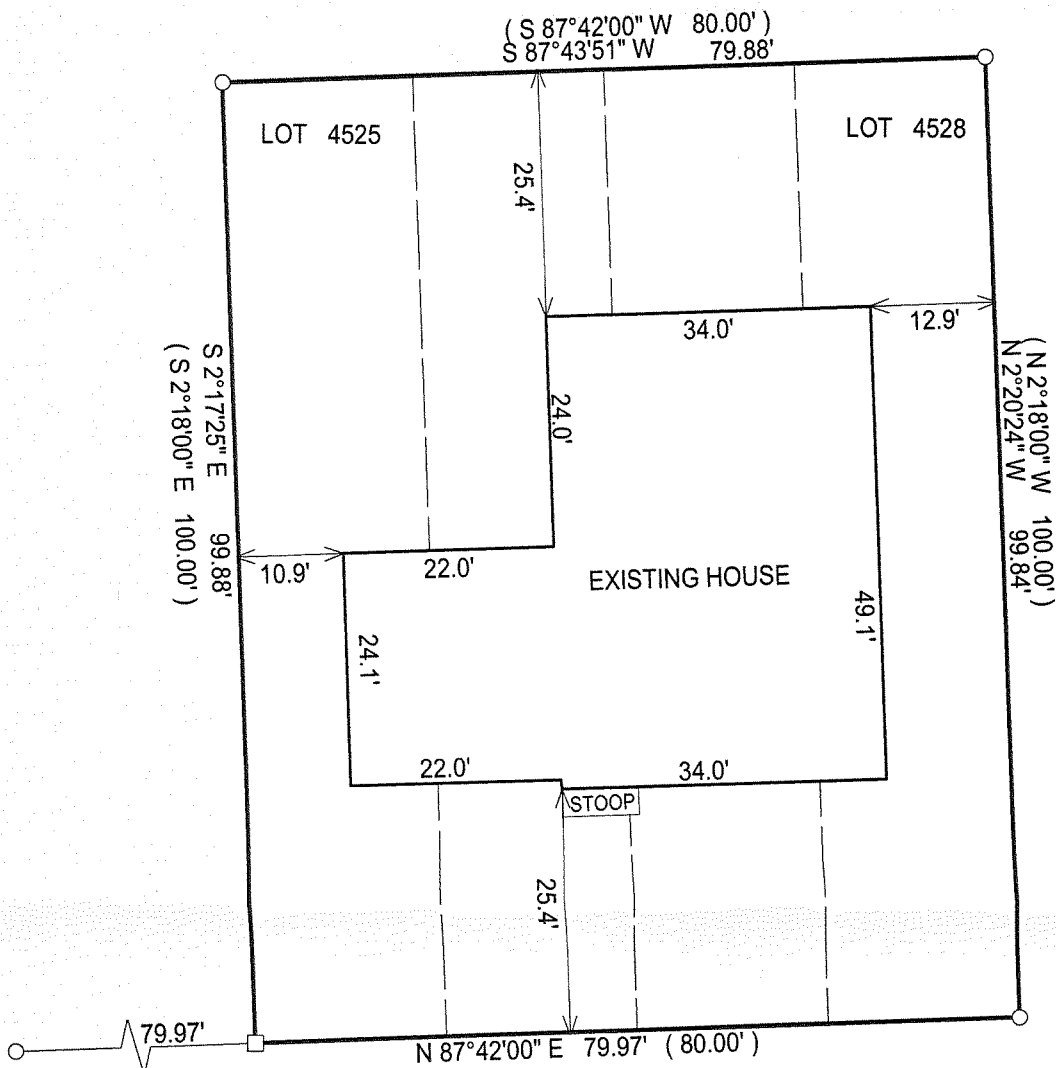 ( S 87°42'00" W 80.00' )
S 87°43'51" W 79.88'
LOT 4525
LOT 4528
25.4'
34.0'
12.9'
24.0'
S 2°17'25" E 99.88'
( S 2°18'00" E 100.00' )
( N 2°18'00" W 100.00' )
N 2°20'24" W 99.84'
10.9'
22.0'
EXISTING HOUSE
49.1'
24.1'
22.0'
34.0'
STOOP
25.4'
79.97'
N 87°42'00" E 79.97' ( 80.00' )